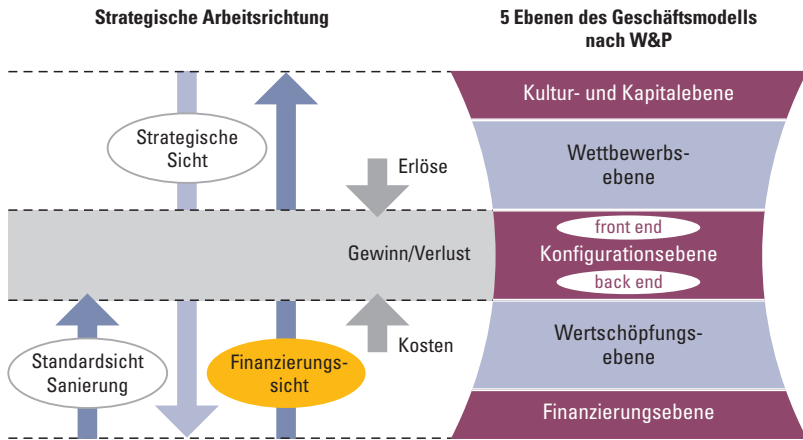 Strategische Arbeitsrichtung
5 Ebenen des Geschäftsmodells
nach W&P
Kultur- und Kapitalebene
Strategische
Sicht
Erlöse
Wettbewerbs-
ebene
front end
Gewinn/Verlust
Konfigurationsebene
back end
Standardsicht
Sanierung
Finanzierungs-
sicht
Kosten
Wertschöpfungs-
ebene
Finanzierungsebene